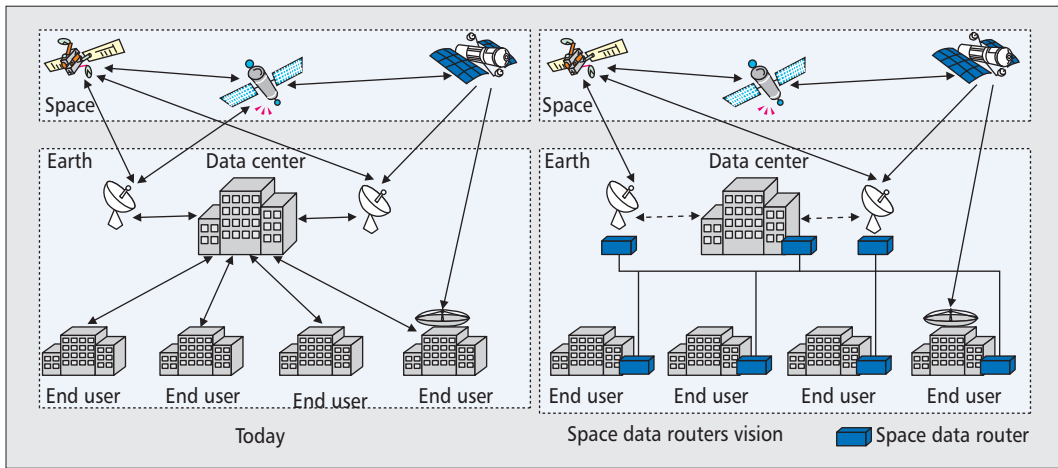 Space
Earth
Data center
End user
End user
End user
End user
Today
Space
Earth
Data center
End user
End user
End user
End user
Space data routers vision
Space data router